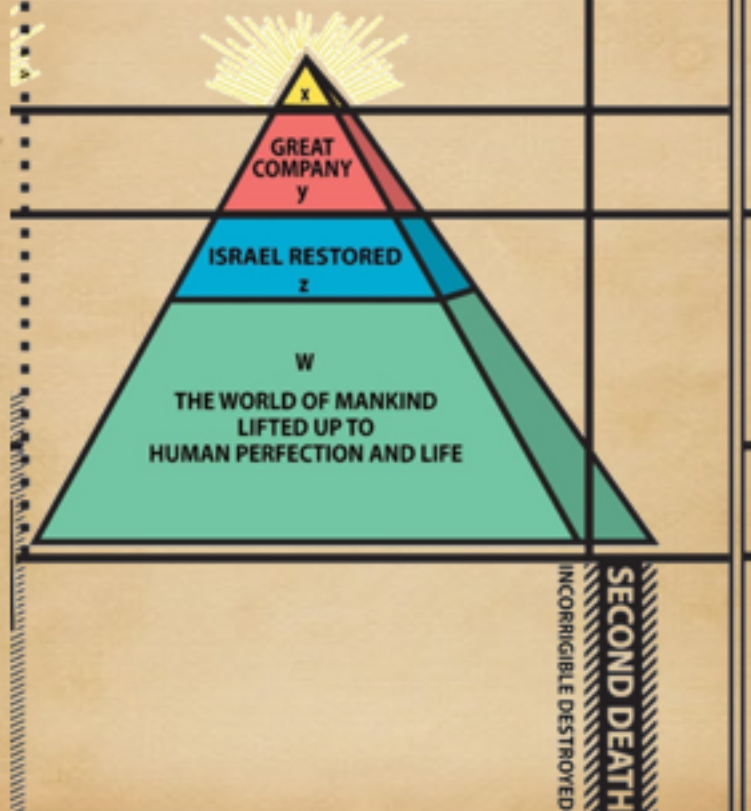 x
GREAT
COMPANY
y
ISRAEL RESTORED
z
W
THE WORLD OF MANKIND
LIFTED UP TO
HUMAN PERFECTION AND LIFE
INCORRIGIBLE DESTROYED
SECOND DEATH